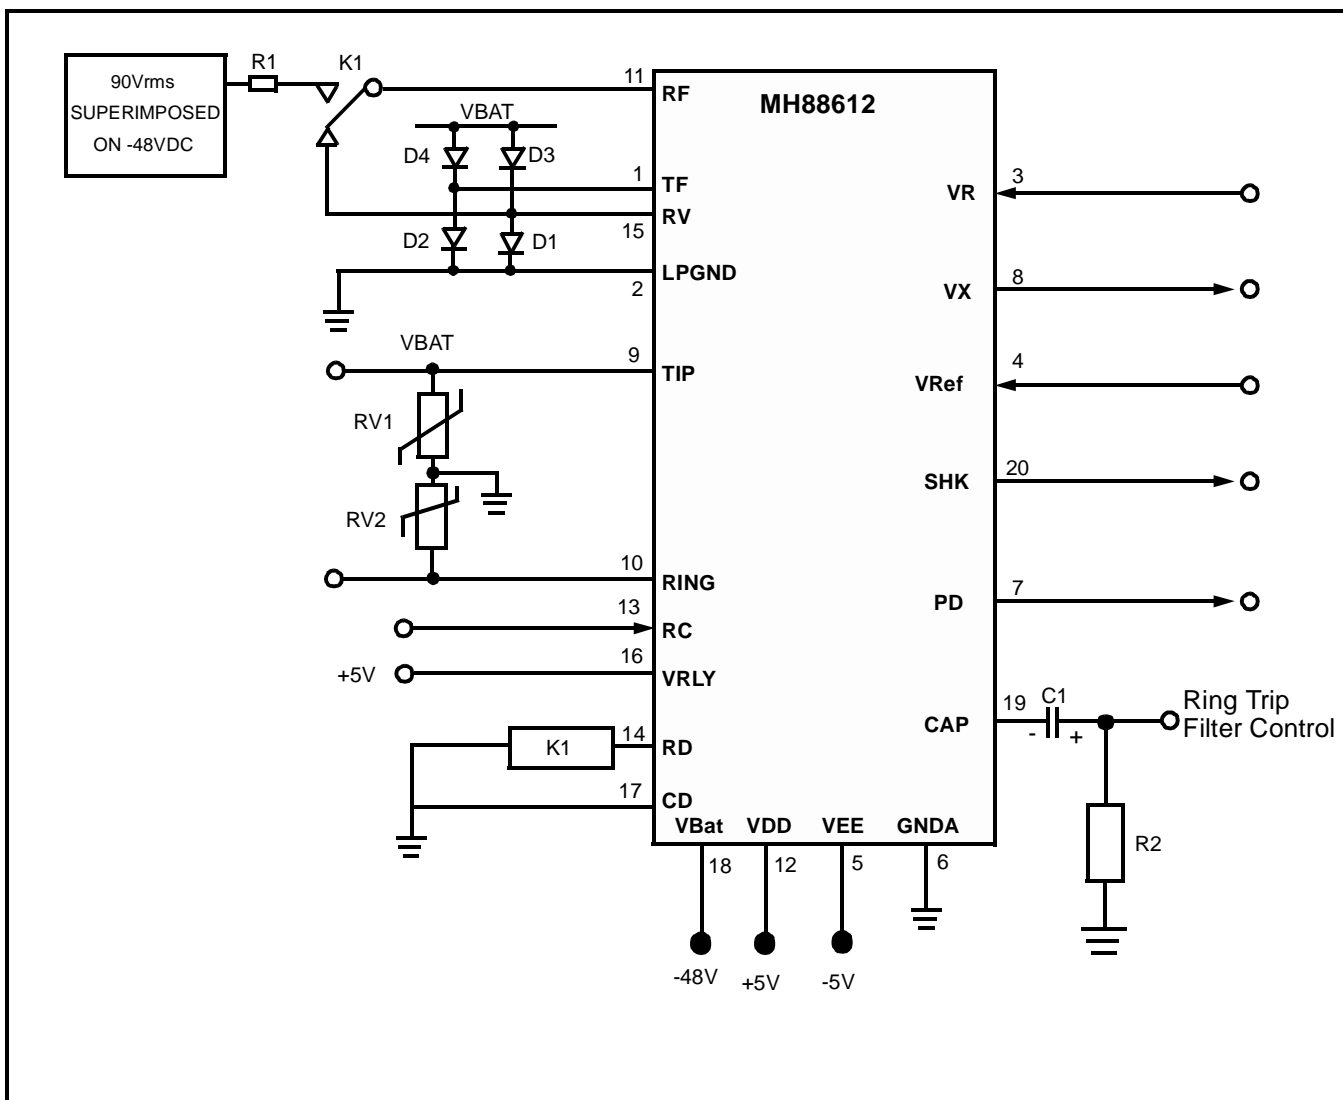 90Vrms
SUPERIMPOSED
ON -48VDC
R1
K1
11
RF
MH88612
VBAT
D4
D3
1
TF
RV
15
D2
D1
LPGND
2
VBAT
9
TIP
RV1
RV2
10
RING
13
RC
16
+5V
VRLY
K1
14
RD
17
CD
VBat
VDD
VEE
GNDA
18
12
5
6
-48V
+5V
-5V
3
VR
8
VX
4
VRef
20
SHK
7
PD
19
C1
CAP
-
+
Ring Trip
Filter Control
R2